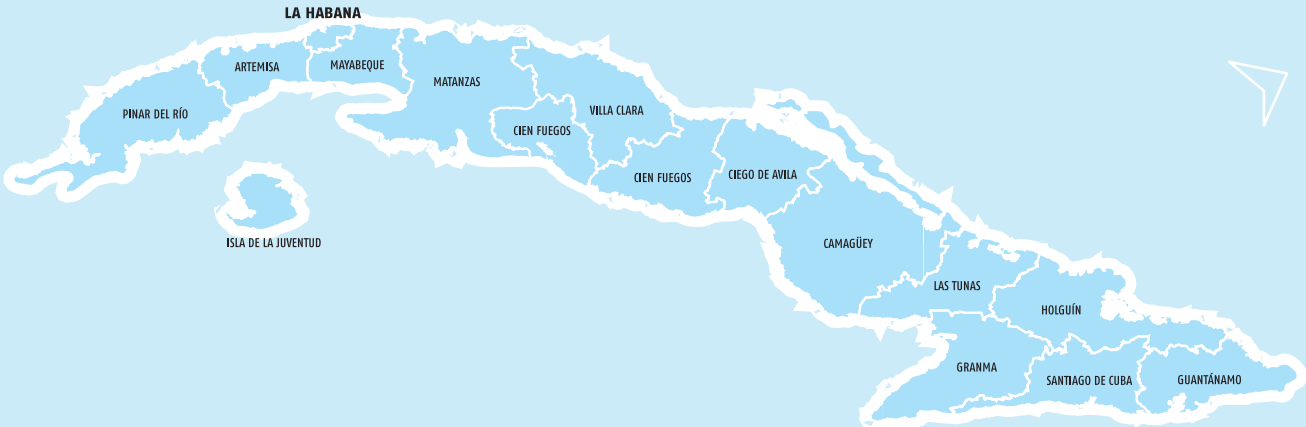 LA HABANA
ARTEMISA
MAYABEQUE
MATANZAS
PINAR DEL RÍO
VILLA CLARA
CIEN FUEGOS
CIEN FUEGOS
CIEGO DE AVILA
ISLA DE LA JUVENTUD
CAMAGÜEY
LAS TUNAS
HOLGUÍN
GRANMA
SANTIAGO DE CUBA
GUANTÁNAMO